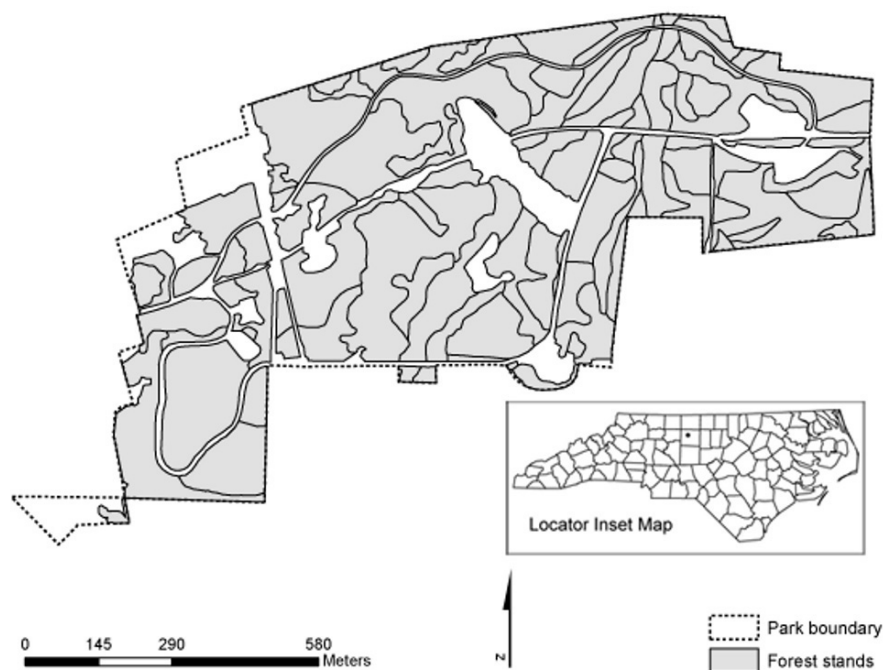 Locator Inset Map
0 145 290 580
Meters
N
Park boundary
Forest stands